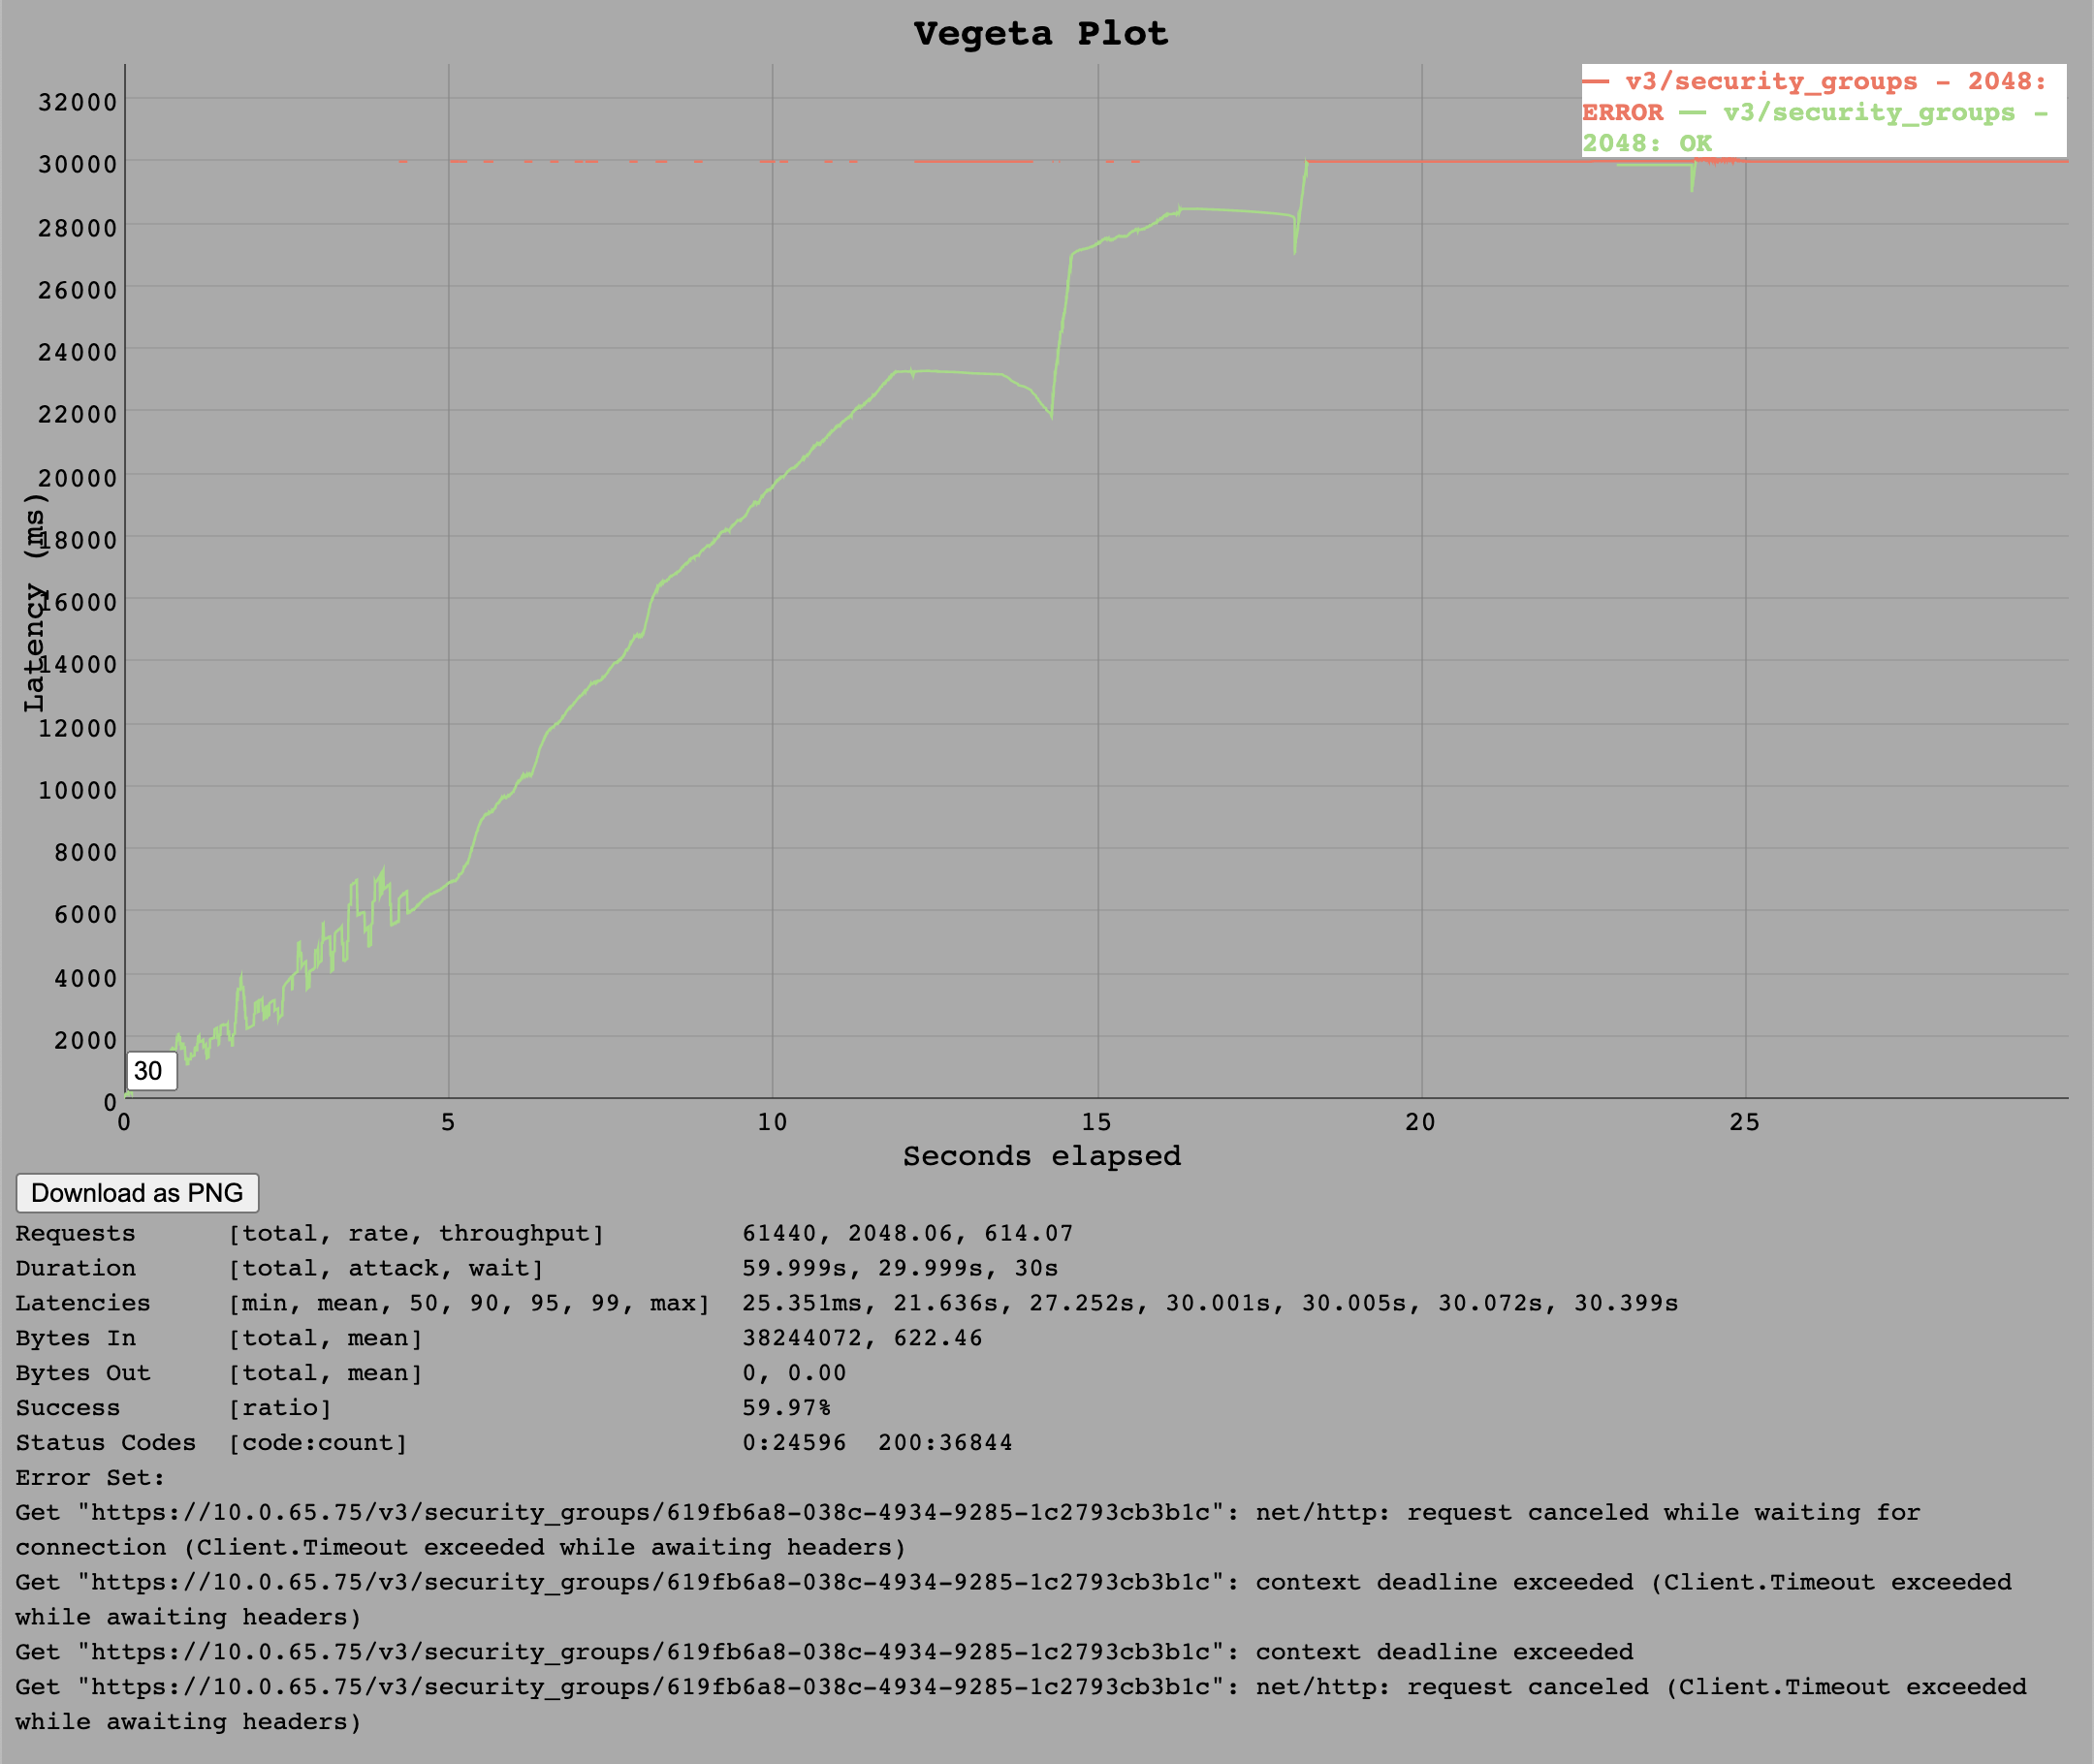 Vegeta Plot
— v3/security_groups - 2048:
ERROR — v3/security_groups -
2048: OK
32000
30000
28000
26000
24000
22000
20000
18000
16000
14000
12000
10000
8000
6000
4000
2000
0
Latency (ms)
30
0 5 10 15 20 25
Seconds elapsed
Download as PNG
Requests [total, rate, throughput] 61440, 2048.06, 614.07
Duration [total, attack, wait] 59.999s, 29.999s, 30s
Latencies [min, mean, 50, 90, 95, 99, max] 25.351ms, 21.636s, 27.252s, 30.001s, 30.005s, 30.072s, 30.399s
Bytes In [total, mean] 38244072, 622.46
Bytes Out [total, mean] 0, 0.00
Success [ratio] 59.97%
Status Codes [code:count] 0:24596 200:36844
Error Set:
Get "https://10.0.65.75/v3/security_groups/619fb6a8-038c-4934-9285-1c2793cb3b1c": net/http: request canceled while waiting for
connection (Client.Timeout exceeded while awaiting headers)
Get "https://10.0.65.75/v3/security_groups/619fb6a8-038c-4934-9285-1c2793cb3b1c": context deadline exceeded (Client.Timeout exceeded
while awaiting headers)
Get "https://10.0.65.75/v3/security_groups/619fb6a8-038c-4934-9285-1c2793cb3b1c": context deadline exceeded
Get "https://10.0.65.75/v3/security_groups/619fb6a8-038c-4934-9285-1c2793cb3b1c": net/http: request canceled (Client.Timeout exceeded
while awaiting headers)